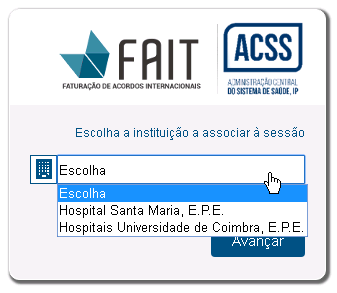 FAIT
FATURAÇÃO DE ACORDOS INTERNACIONAIS
ACSS
ADMINISTRAÇÃO CENTRAL
DO SISTEMA DE SAÚDE, IP
Escolha a instituição a associar à sessão
Escolha
Escolha
Hospital Santa Maria, E.P.E.
Hospitais Universidade de Coimbra, E.P.E.
Avançar